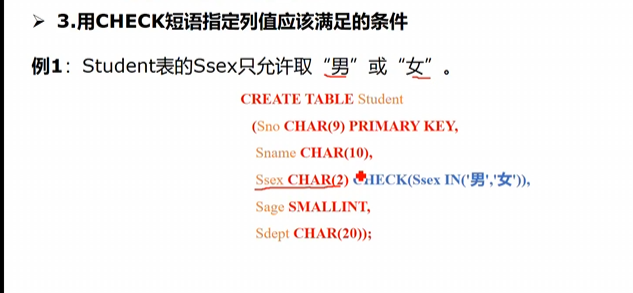 ➢ 3.用CHECK短语指定列值应该满足的条件
例1：Student表的Ssex只允许取“男”或“女”。
CREATE TABLE Student
(Sno CHAR(9) PRIMARY KEY,
Sname CHAR(10),
Ssex CHAR(2) CHECK(Ssex IN('男','女')),
Sage SMALLINT,
Sdept CHAR(20));